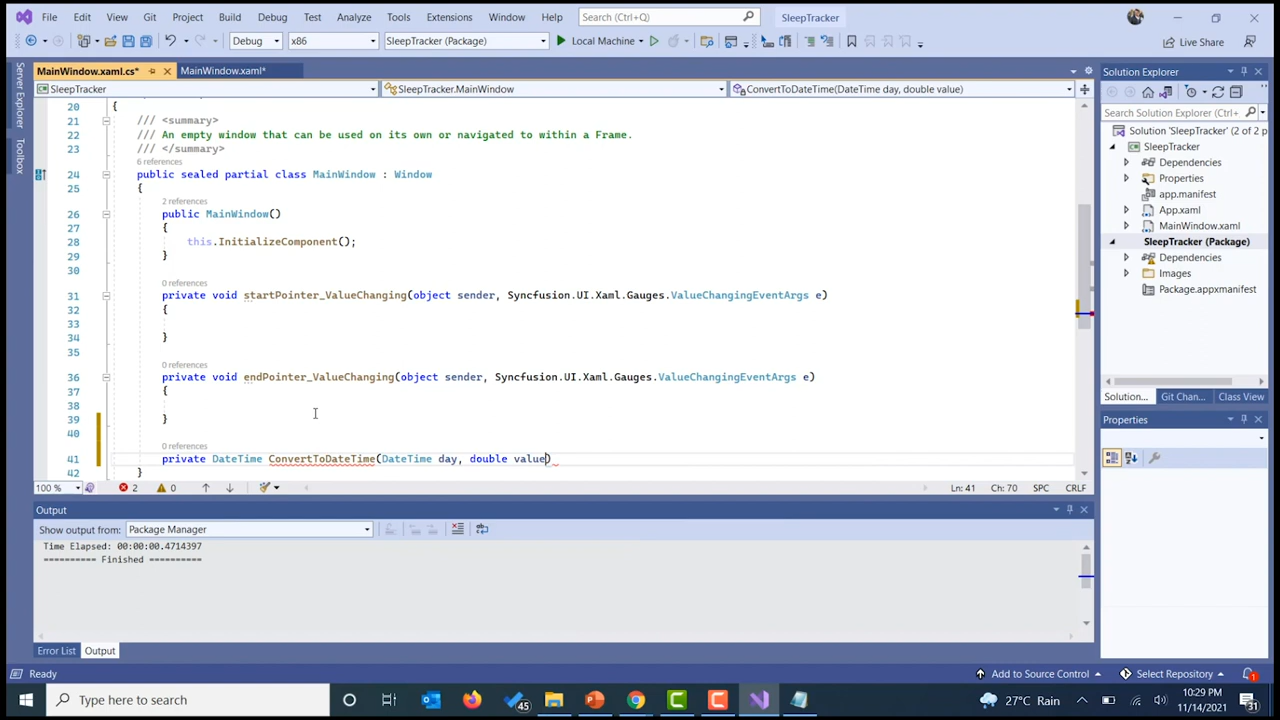 File Edit View Git Project Build Debug Test Analyze Tools Extensions Window Help Search (Ctrl+Q) SleepTracker
Debug x86 SleepTracker (Package) Local Machine Live Share
MainWindow.xaml.cs* MainWindow.xaml*
SleepTracker SleepTracker.MainWindow ConvertToDateTime(DateTime day, double value)
Server Explorer
Toolbox
20 {
21 /// <summary>
22 /// An empty window that can be used on its own or navigated to within a Frame.
23 /// </summary>
6 references
24 public sealed partial class MainWindow : Window
25 {
2 references
26 public MainWindow()
27 {
28 this.InitializeComponent();
29 }
30
0 references
31 private void startPointer_ValueChanging(object sender, Syncfusion.UI.Xaml.Gauges.ValueChangingEventArgs e)
32 {
33
34 }
35
0 references
36 private void endPointer_ValueChanging(object sender, Syncfusion.UI.Xaml.Gauges.ValueChangingEventArgs e)
37 {
38
39 }
40
0 references
41 private DateTime ConvertToDateTime(DateTime day, double value)
42 }
100 % 2 0 Ln: 41 Ch: 70 SPC CRLF
Output
Show output from: Package Manager
Time Elapsed: 00:00:00.4714397
========== Finished ==========
Error List Output
Solution Explorer
Search Solution Explorer (Ctrl+
Solution 'SleepTracker' (2 of 2 p
SleepTracker
Dependencies
Properties
app.manifest
App.xaml
MainWindow.xaml
SleepTracker (Package)
Dependencies
Images
Package.appxmanifest
Solution... Git Chan... Class View
Properties
Ready Add to Source Control Select Repository 1
Type here to search 45 27°C Rain 10:29 PM
11/14/2021 31